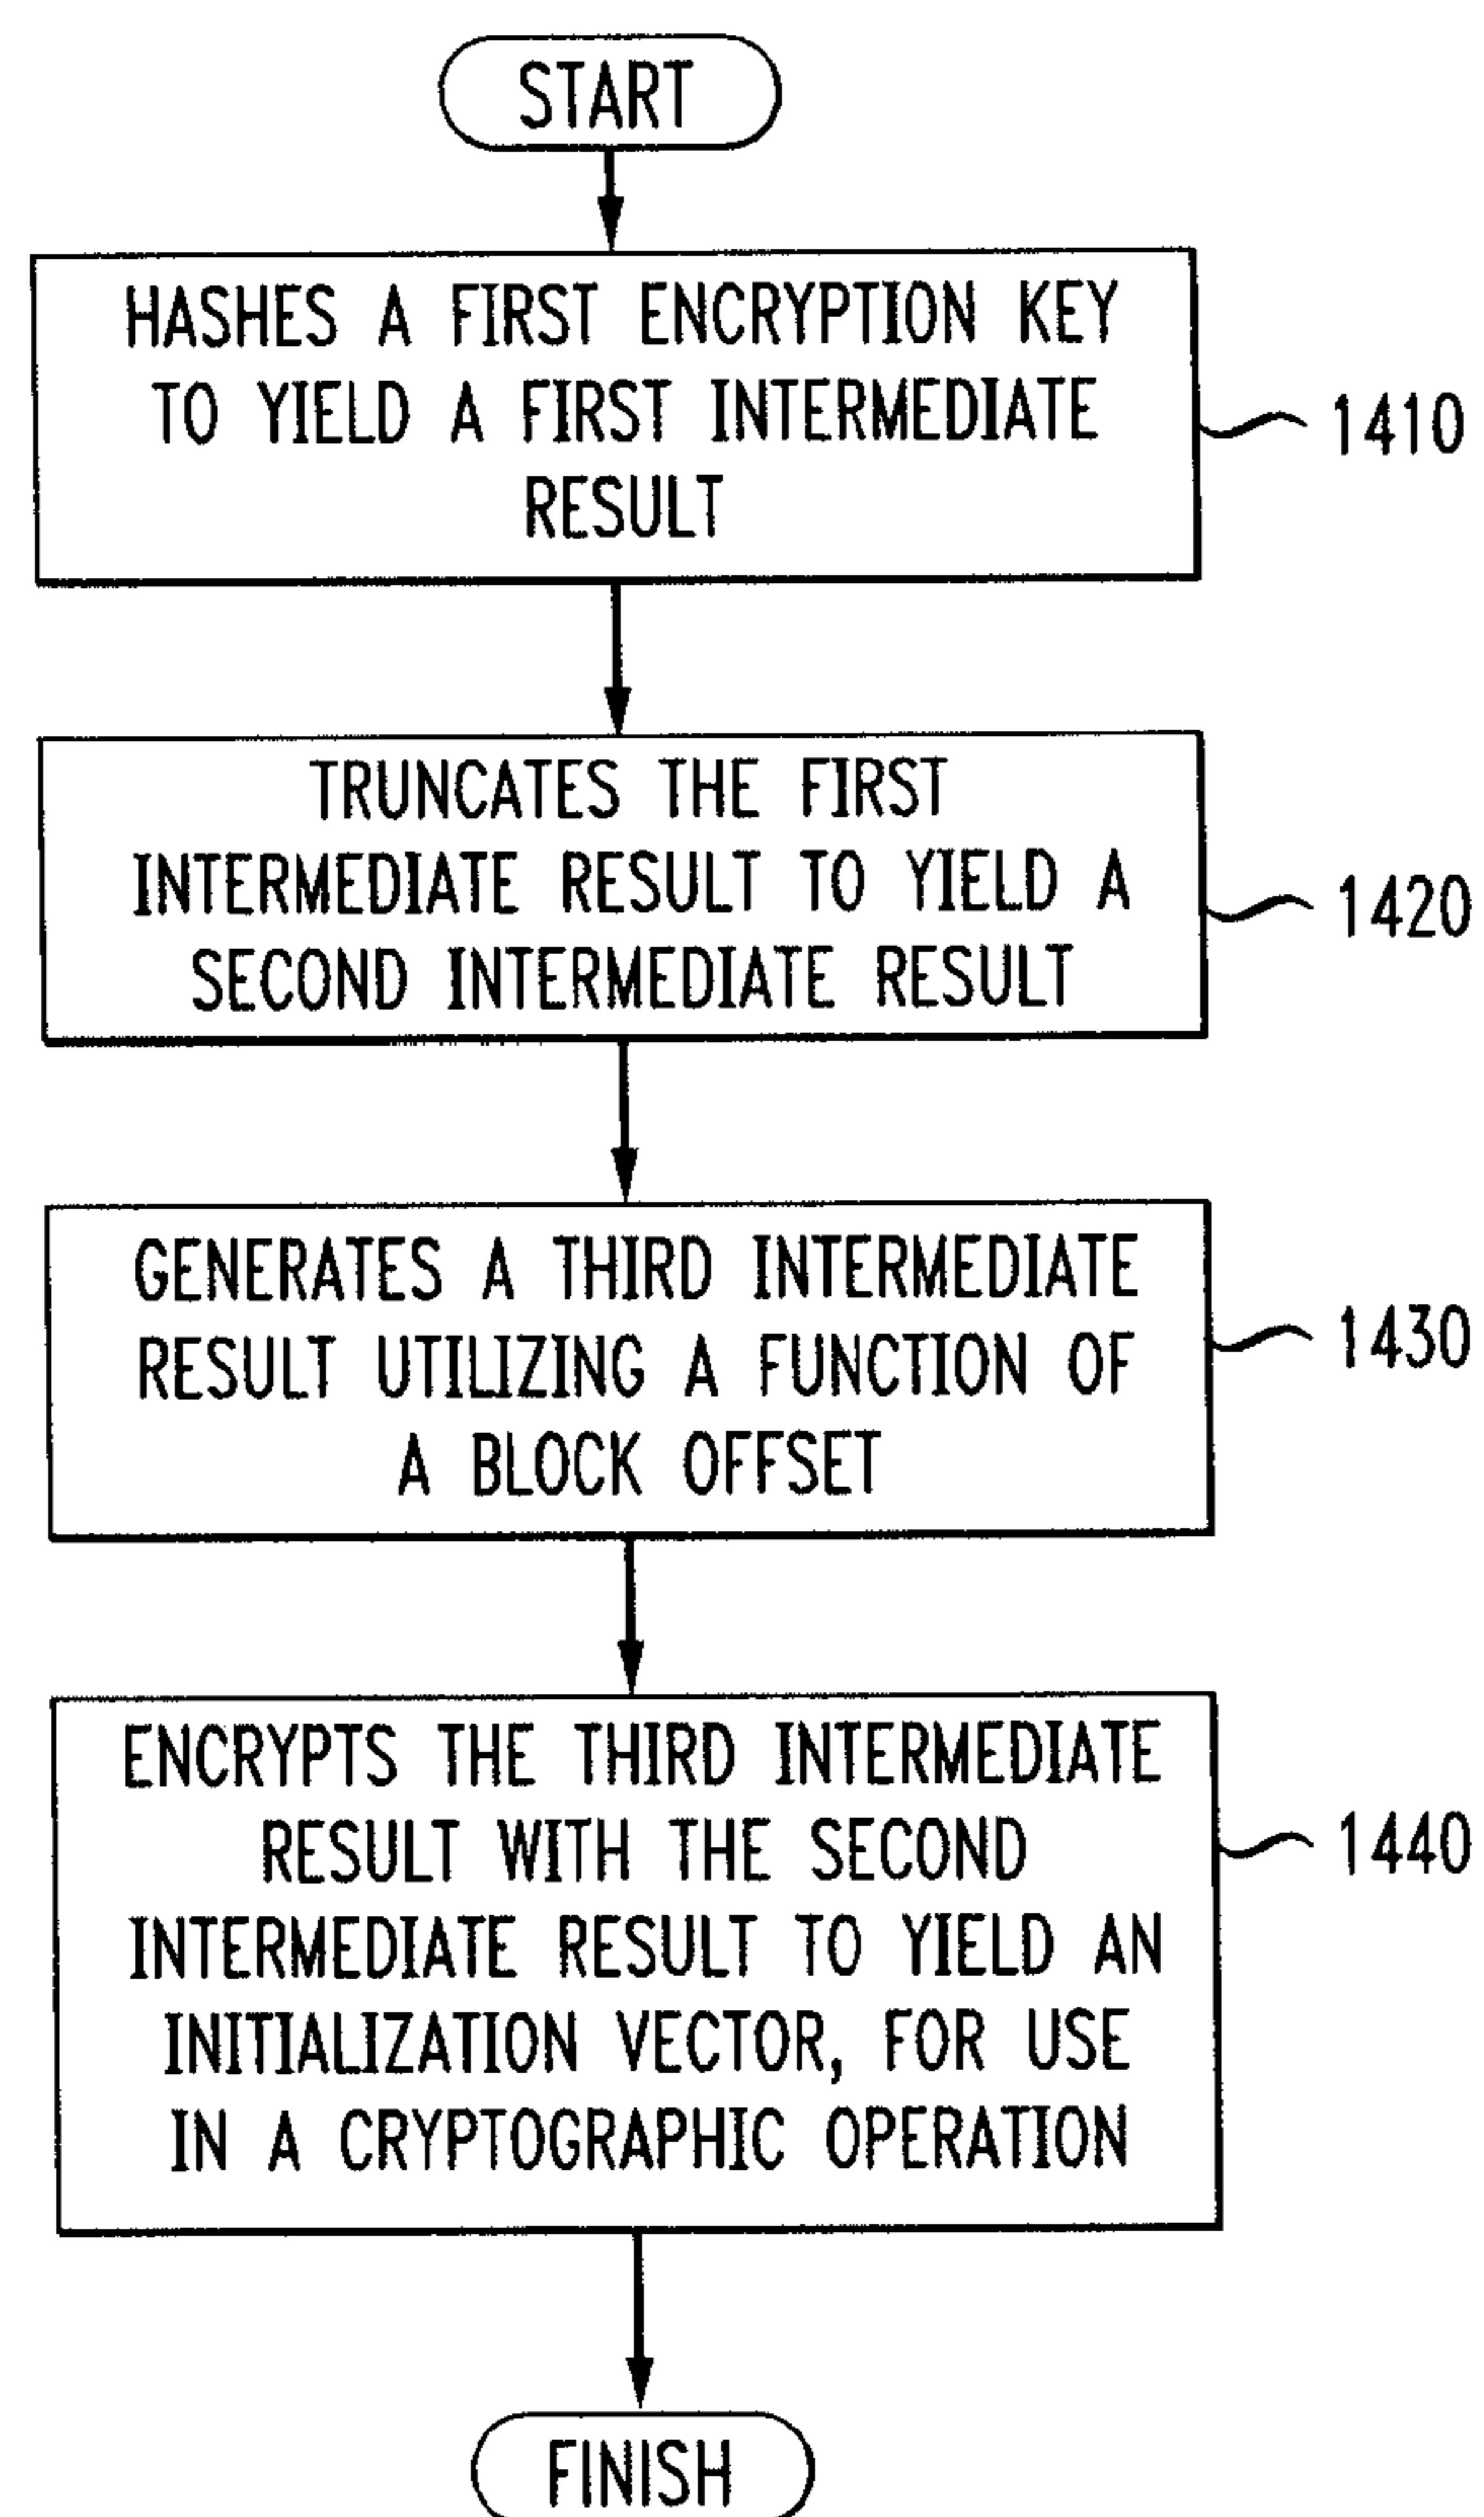 START
HASHES A FIRST ENCRYPTION KEY
TO YIELD A FIRST INTERMEDIATE
RESULT
1410
TRUNCATES THE FIRST
INTERMEDIATE RESULT TO YIELD A
SECOND INTERMEDIATE RESULT
1420
GENERATES A THIRD INTERMEDIATE
RESULT UTILIZING A FUNCTION OF
A BLOCK OFFSET
1430
ENCRYPTS THE THIRD INTERMEDIATE
RESULT WITH THE SECOND
INTERMEDIATE RESULT TO YIELD AN
INITIALIZATION VECTOR, FOR USE
IN A CRYPTOGRAPHIC OPERATION
1440
FINISH